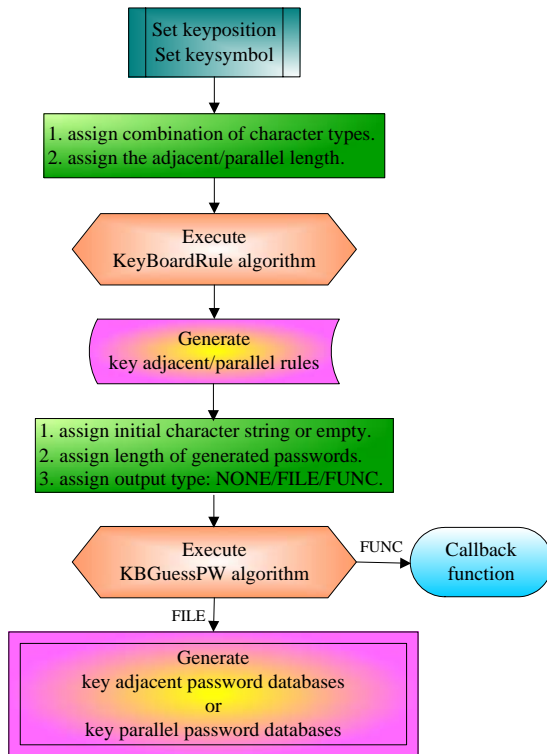 Set keyposition
Set keysymbol
1. assign combination of character types.
2. assign the adjacent/parallel length.
Execute
KeyBoardRule algorithm
Generate
key adjacent/parallel rules
1. assign initial character string or empty.
2. assign length of generated passwords.
3. assign output type: NONE/FILE/FUNC.
Execute
KBGuessPW algorithm
FUNC
Callback
function
FILE
Generate
key adjacent password databases
or
key parallel password databases